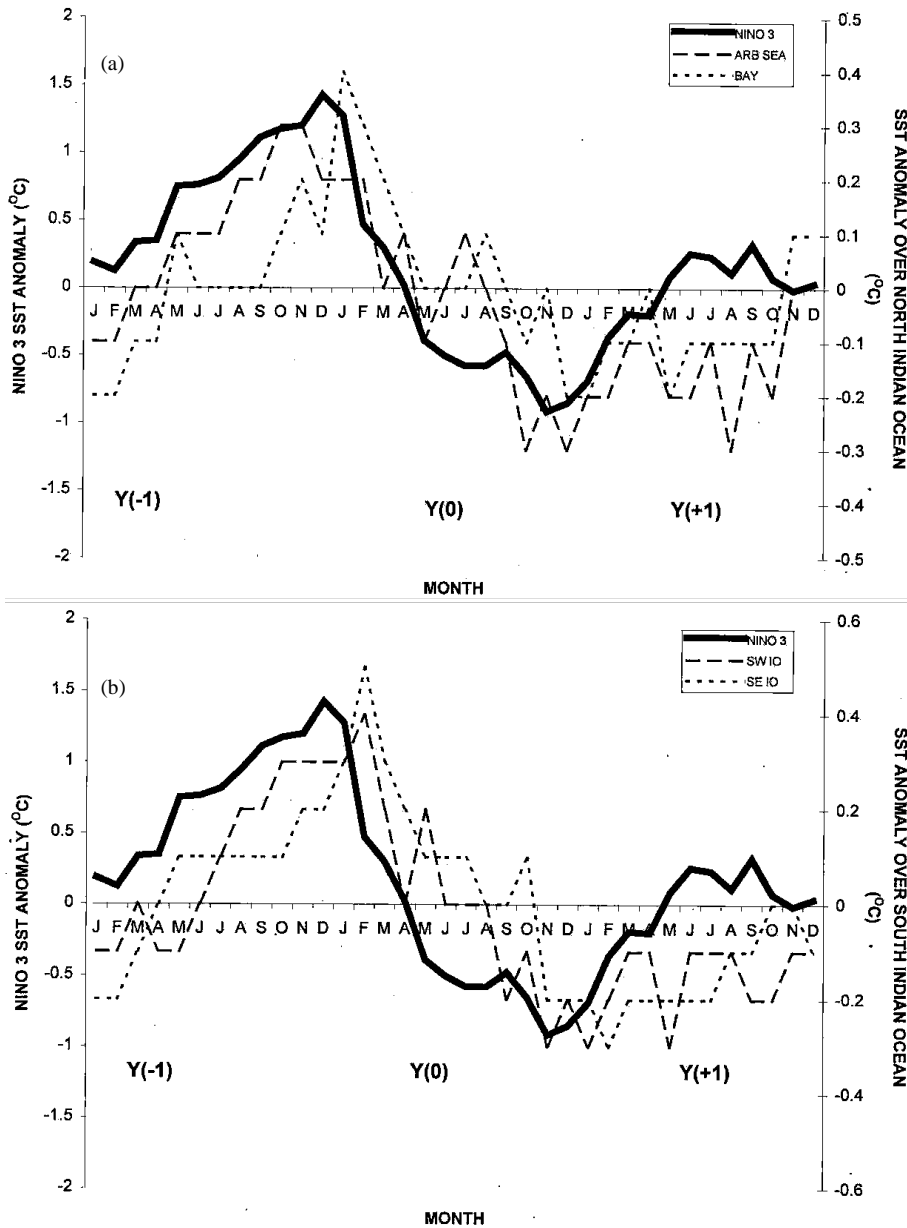 (a)
NINO 3
ARB SEA
BAY
2
1.5
1
0.5
0
-0.5
-1
-1.5
-2
NINO 3 SST ANOMALY (°C)
0.5
0.4
0.3
0.2
0.1
0
-0.1
-0.2
-0.3
-0.4
-0.5
SST ANOMALY OVER NORTH INDIAN OCEAN
(°C)
J F M A M J J A S O N D J F M A M J J A S O N D J F M A M J J A S O N D
Y(-1) Y(0) Y(+1)
MONTH
(b)
NINO 3
SW IO
SE IO
2
1.5
1
0.5
0
-0.5
-1
-1.5
-2
NINO 3 SST ANOMALY (°C)
0.6
0.4
0.2
0
-0.2
-0.4
-0.6
SST ANOMALY OVER SOUTH INDIAN OCEAN
(°C)
J F M A M J J A S O N D J F M A M J J A S O N D J F M A M J J A S O N D
Y(-1) Y(0) Y(+1)
MONTH